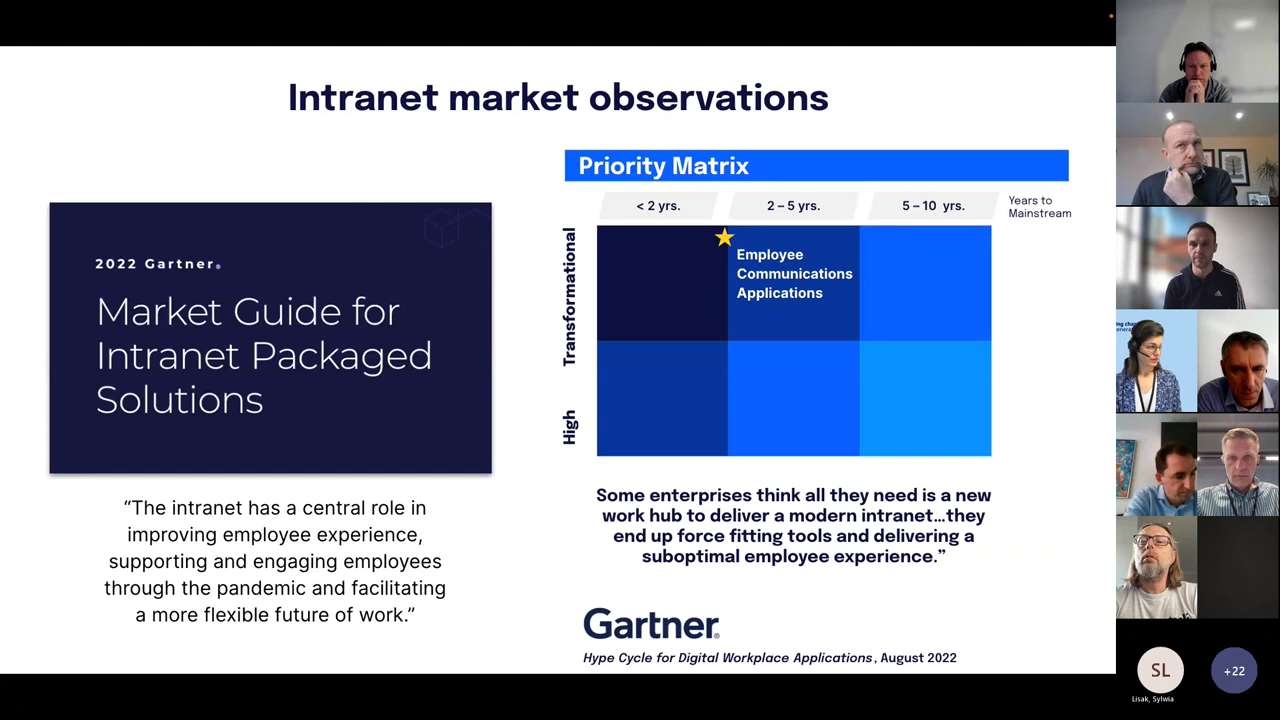 Intranet market observations
2022 Gartner®
Market Guide for
Intranet Packaged
Solutions
“The intranet has a central role in
improving employee experience,
supporting and engaging employees
through the pandemic and facilitating
a more flexible future of work.”
Priority Matrix
< 2 yrs.
2 – 5 yrs.
5 – 10 yrs.
Years to
Mainstream
Transformational
High
Employee
Communications
Applications
Some enterprises think all they need is a new
work hub to deliver a modern intranet…they
end up force fitting tools and delivering a
suboptimal employee experience.”
Gartner®
Hype Cycle for Digital Workplace Applications, August 2022
SL
Lisak, Sylwia
+22